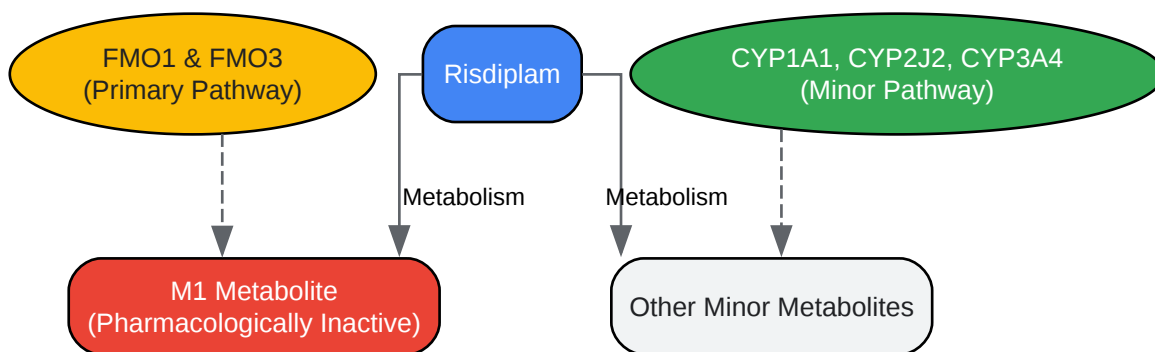 FMO1 & FMO3
(Primary Pathway)
Risdiplam
CYP1A1, CYP2J2, CYP3A4
(Minor Pathway)
Metabolism
Metabolism
M1 Metabolite
(Pharmacologically Inactive)
Other Minor Metabolites